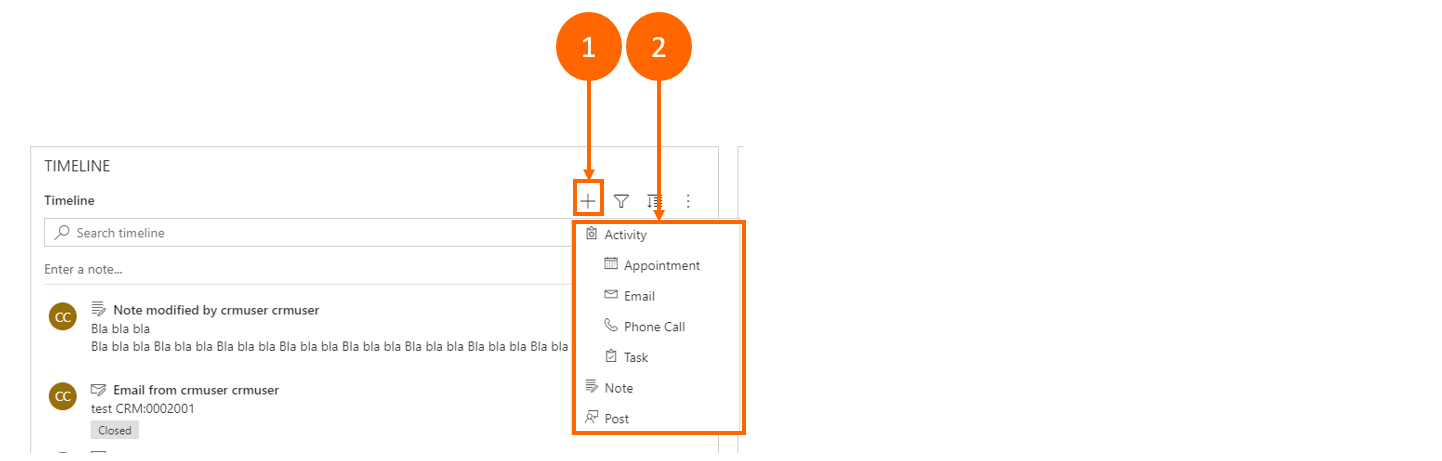 1 2
TIMELINE
Timeline
Search timeline
Enter a note...
Note modified by crmuser crmuser
Bla bla bla
Bla bla bla Bla bla bla Bla bla bla Bla bla bla Bla bla bla Bla bla bla Bla bla bla Bla bla
CC
Email from crmuser crmuser
test CRM:0002001
Closed
CC
Activity
Appointment
Email
Phone Call
Task
Note
Post